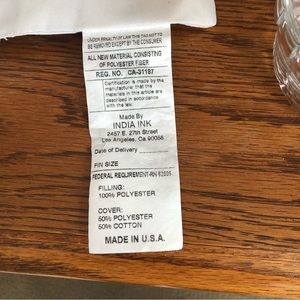 UNDER PENALTY OF LAW THIS TAG NOT TO
BE REMOVED EXCEPT BY THE CONSUMER
ALL NEW MATERIAL CONSISTING
OF POLYESTER FIBER
REG. NO. CA-31187
Certification is made by the
manufacturer that the
materials in this article are
described in accordance
with law.
Made By
INDIA INK
2457 E. 27th Street
Los Angeles, Ca 90058
Date of Delivery
FIN SIZE
FEDERAL REQUIREMENT-RN
FILLING:
100% POLYESTER
COVER:
50% POLYESTER
50% COTTON
MADE IN U.S.A.